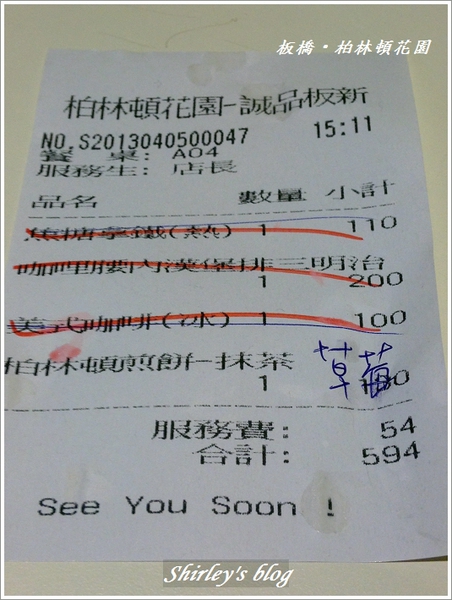 板橋·柏林頓花園
柏林頓花園-誠品板新
NO.S2013040500047 15:11
餐 桌: A04
服務生: 店長
品名 數量 小計
焦糖拿鐵(熱) 1 110
咖哩腰內漢堡排三明治
1 200
美式咖啡(冰) 1 100
柏林頓煎餅-抹茶 草莓
1
服務費: 54
合計: 594
See You Soon !
Shirley's blog